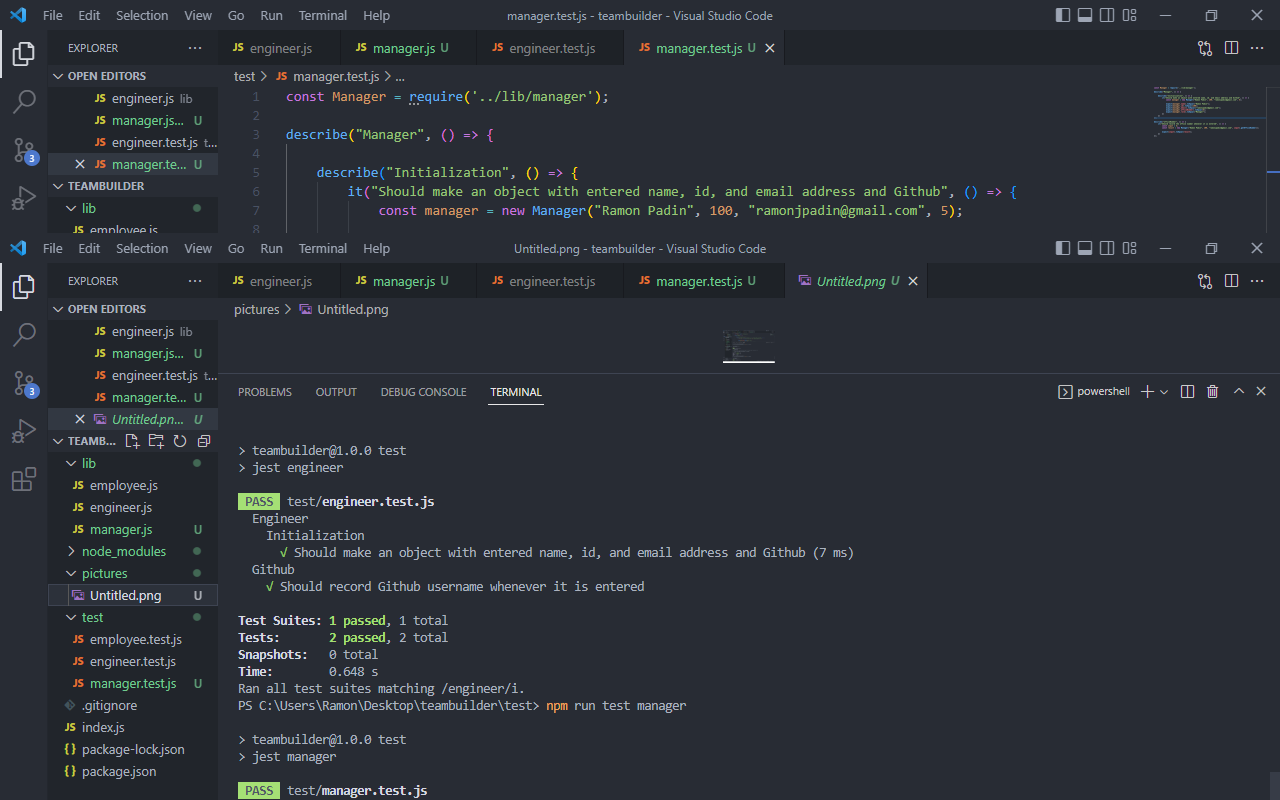 File Edit Selection View Go Run Terminal Help manager.test.js - teambuilder - Visual Studio Code
EXPLORER ··· JS engineer.js JS manager.js U JS engineer.test.js JS manager.test.js U
OPEN EDITORS
test > JS manager.test.js > ...
JS engineer.js lib
JS manager.js... U
JS engineer.test.js t...
JS manager.te... U
TEAMBUILDER
lib
employee.js
3
1 const Manager = require('../lib/manager');
2
3 describe("Manager", () => {
4
5 describe("Initialization", () => {
6 it("Should make an object with entered name, id, and email address and Github", () => {
7 const manager = new Manager("Ramon Padin", 100, "ramonjpadin@gmail.com", 5);
8
File Edit Selection View Go Run Terminal Help Untitled.png - teambuilder - Visual Studio Code
EXPLORER ··· JS engineer.js JS manager.js U JS engineer.test.js JS manager.test.js U Untitled.png U
OPEN EDITORS
pictures > Untitled.png
JS engineer.js lib
JS manager.js... U
JS engineer.test.js t...
JS manager.te... U
Untitled.pn... U
3
TEAMB...
lib
JS employee.js
JS engineer.js
JS manager.js U
node_modules
pictures
Untitled.png U
test
JS employee.test.js
JS engineer.test.js
JS manager.test.js U
.gitignore
JS index.js
{} package-lock.json
{} package.json
PROBLEMS OUTPUT DEBUG CONSOLE TERMINAL powershell
> teambuilder@1.0.0 test
> jest engineer
PASS test/engineer.test.js
Engineer
Initialization
√ Should make an object with entered name, id, and email address and Github (7 ms)
Github
√ Should record Github username whenever it is entered
Test Suites: 1 passed, 1 total
Tests: 2 passed, 2 total
Snapshots: 0 total
Time: 0.648 s
Ran all test suites matching /engineer/i.
PS C:\Users\Ramon\Desktop\teambuilder\test> npm run test manager
> teambuilder@1.0.0 test
> jest manager
PASS test/manager.test.js